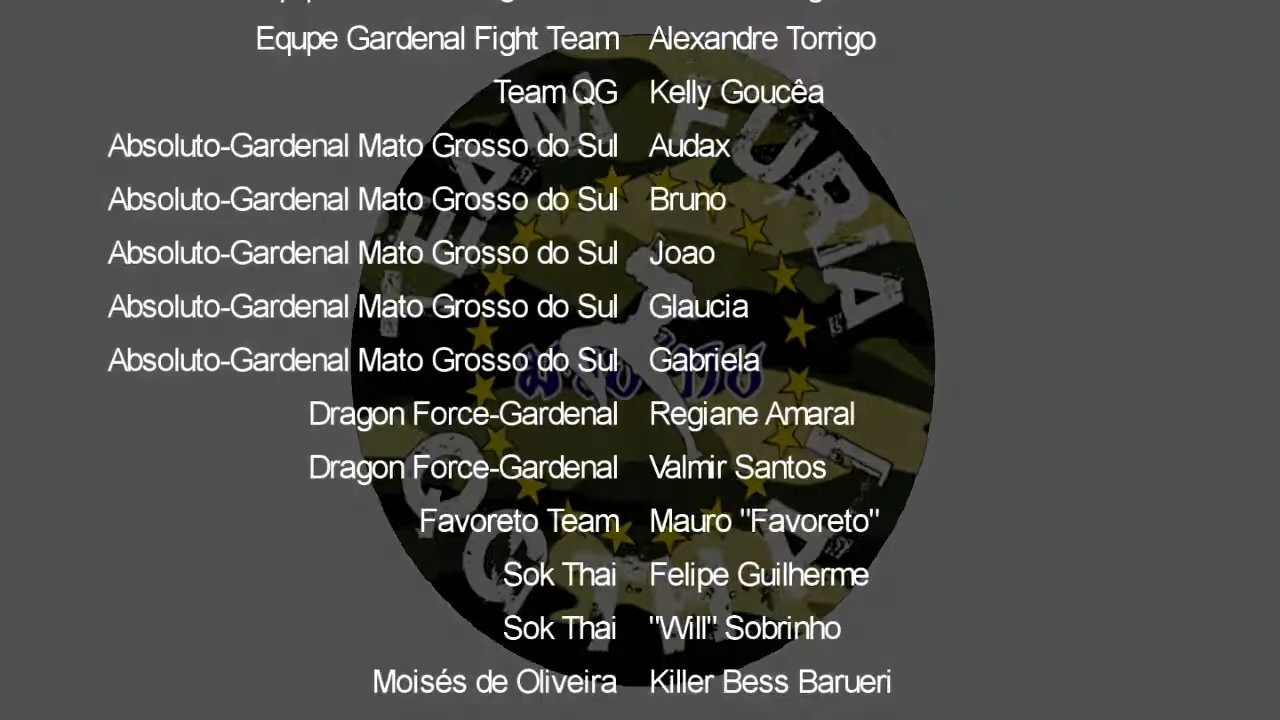 Equpe Gardenal Fight Team Alexandre Torrigo
Team QG Kelly Goucêa
Absoluto-Gardenal Mato Grosso do Sul Audax
Absoluto-Gardenal Mato Grosso do Sul Bruno
Absoluto-Gardenal Mato Grosso do Sul Joao
Absoluto-Gardenal Mato Grosso do Sul Glaucia
Absoluto-Gardenal Mato Grosso do Sul Gabriela
Dragon Force-Gardenal Regiane Amaral
Dragon Force-Gardenal Valmir Santos
Favoreto Team Mauro "Favoreto"
Sok Thai Felipe Guilherme
Sok Thai "Will" Sobrinho
Moisés de Oliveira Killer Bess Barueri
TEAM FURIA